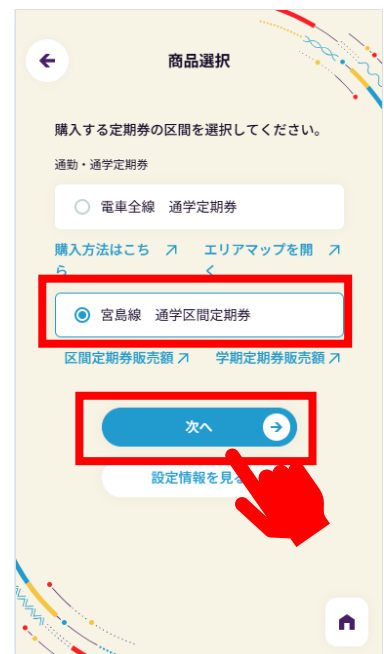 商品選択
購入する定期券の区間を選択してください。
通勤・通学定期券
電車全線　通学定期券
購入方法はこち
ら
エリアマップを開
く
宮島線　通学区間定期券
区間定期券販売額
学期定期券販売額
次へ
設定情報を見